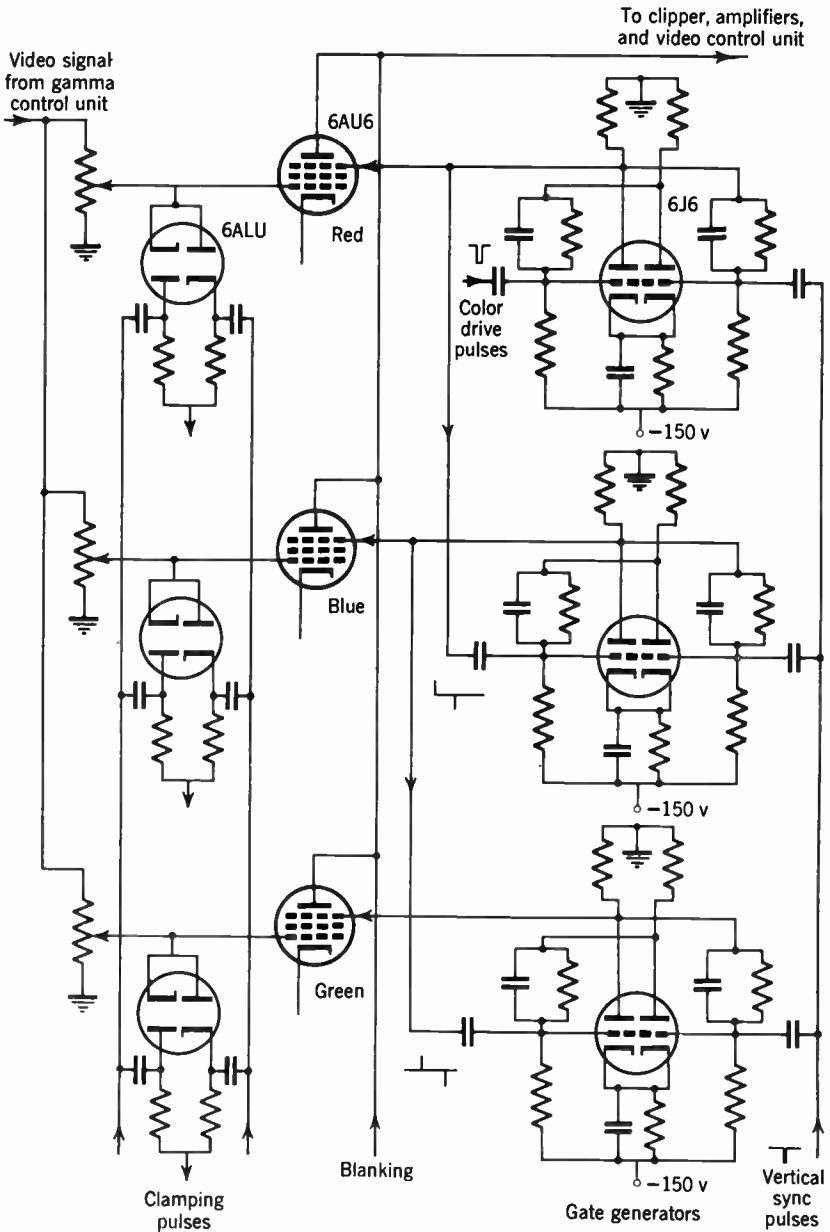 To clipper, amplifiers,
and video control unit
Video signal
from gamma
control unit
6AU6
6ALU
Red
6J6
Color
drive
pulses
−150 v
Blue
−150 v
Green
Clamping
pulses
Blanking
−150 v
Gate generators
Vertical
sync
pulses